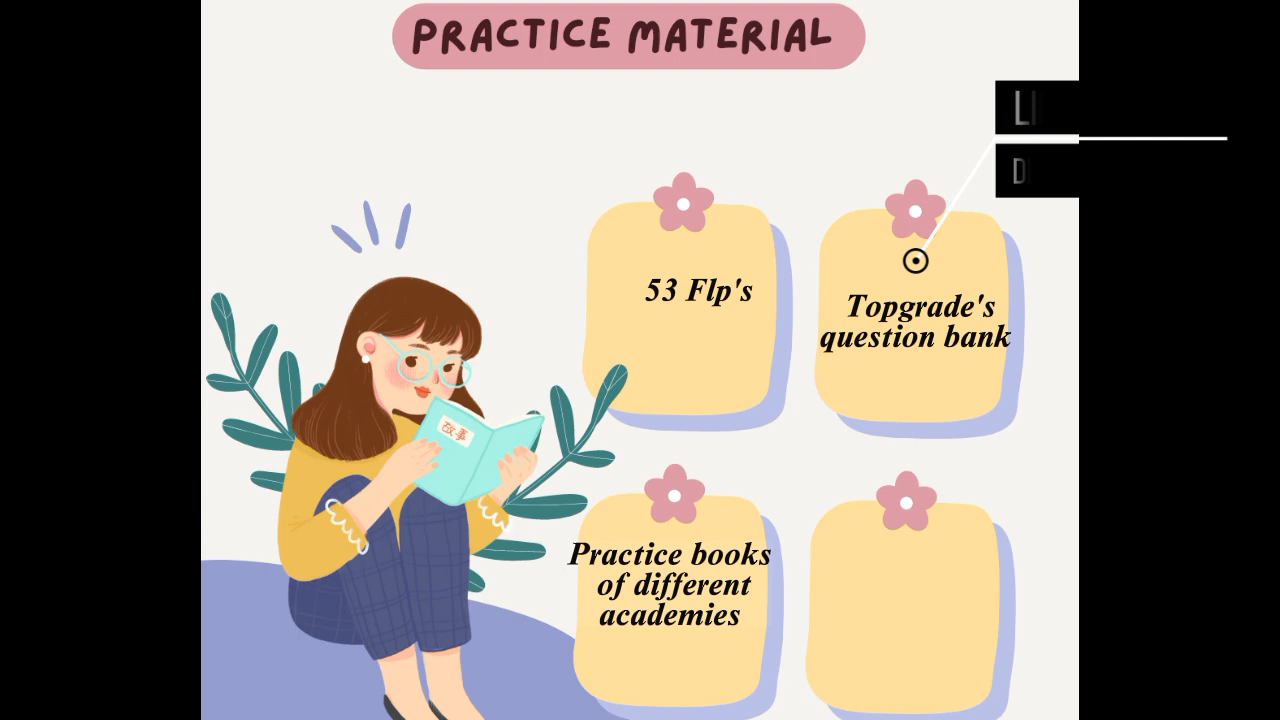 PRACTICE MATERIAL
53 Flp's
Topgrade's
question bank
故事
Practice books
of different
academies